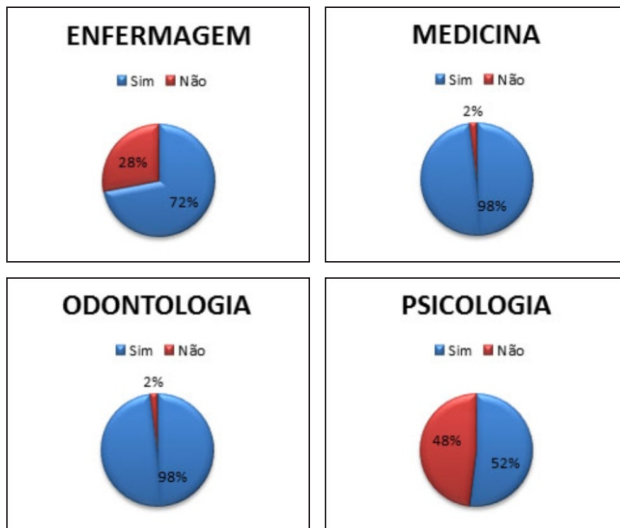 ENFERMAGEM
Sim Não
28%
72%
MEDICINA
Sim Não
2%
98%
ODONTOLOGIA
Sim Não
2%
98%
PSICOLOGIA
Sim Não
48%
52%